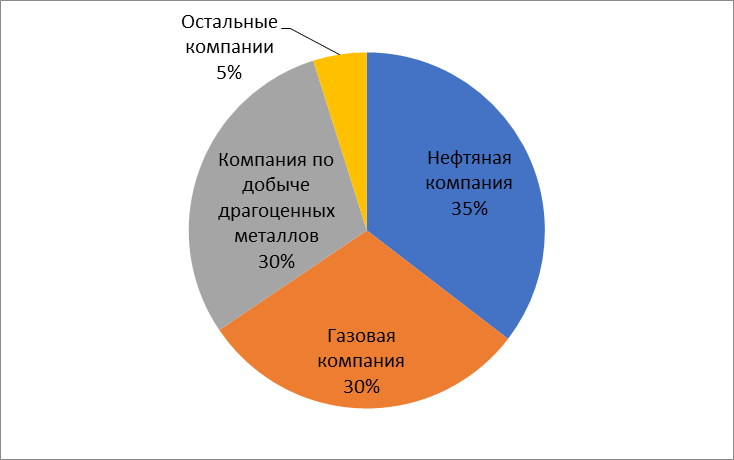 Остальные
компании
5%
Нефтяная
компания
35%
Компания по
добыче
драгоценных
металлов
30%
Газовая
компания
30%